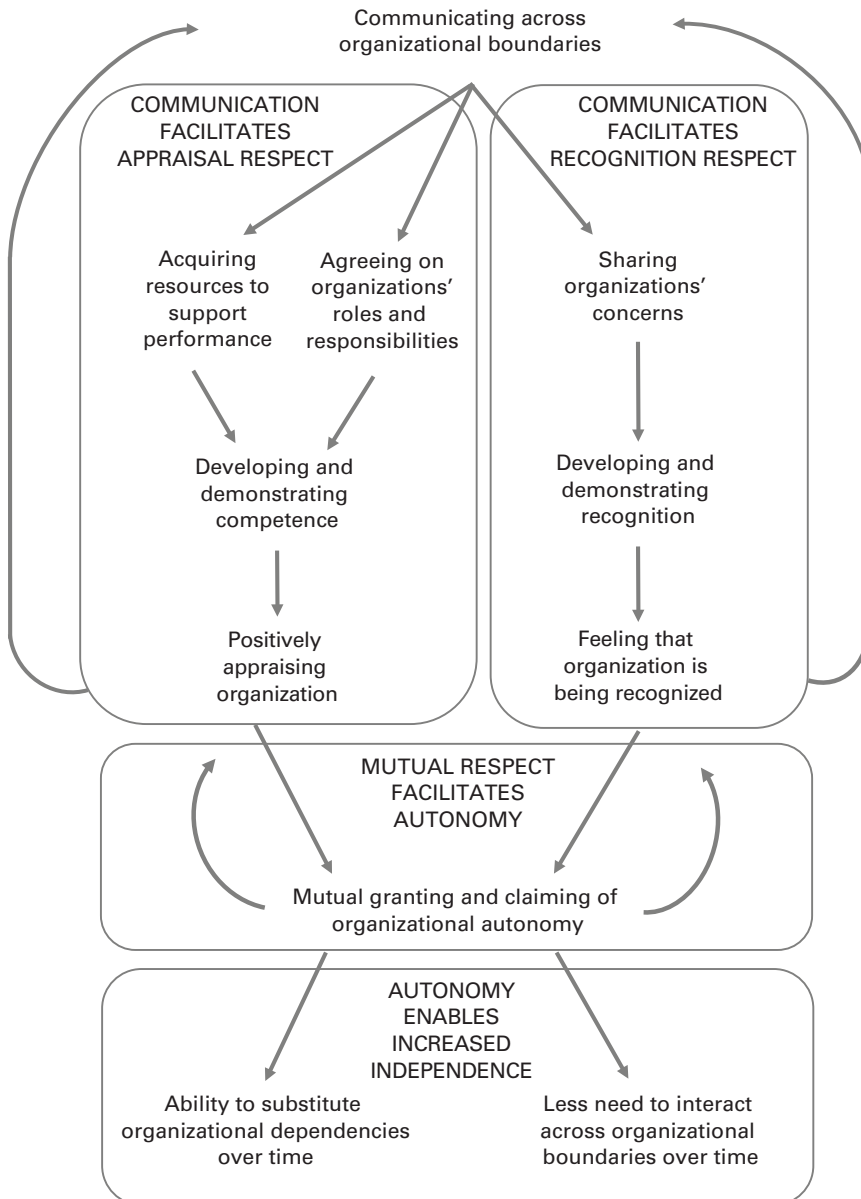 Communicating across
organizational boundaries
COMMUNICATION
FACILITATES
APPRAISAL RESPECT
COMMUNICATION
FACILITATES
RECOGNITION RESPECT
Acquiring
resources to
support
performance
Agreeing on
organizations’
roles and
responsibilities
Sharing
organizations’
concerns
Developing and
demonstrating
competence
Developing and
demonstrating
recognition
Positively
appraising
organization
Feeling that
organization is
being recognized
MUTUAL RESPECT
FACILITATES
AUTONOMY
Mutual granting and claiming of
organizational autonomy
AUTONOMY
ENABLES
INCREASED
INDEPENDENCE
Ability to substitute
organizational dependencies
over time
Less need to interact
across organizational
boundaries over time